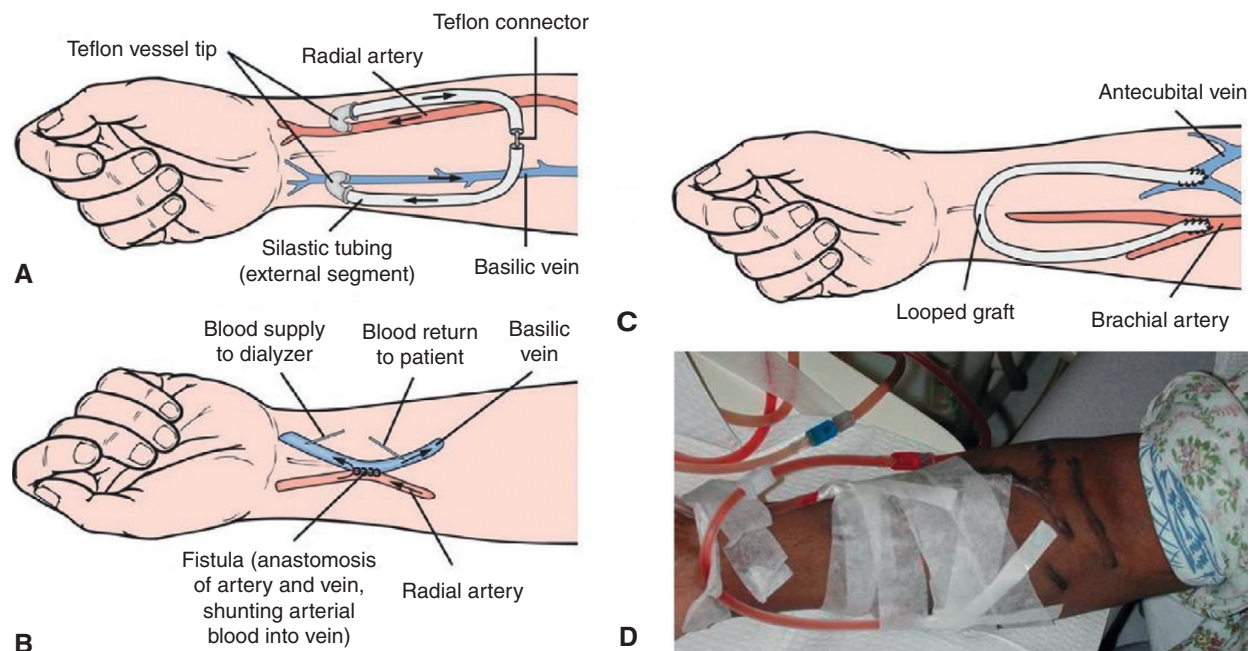 Teflon connector
Teflon vessel tip
Radial artery
Silastic tubing
(external segment)
Basilic vein
A
Blood supply
to dialyzer
Blood return
to patient
Basilic
vein
Fistula (anastomosis
of artery and vein,
shunting arterial
blood into vein)
Radial artery
B
Antecubital vein
Looped graft
Brachial artery
C
D